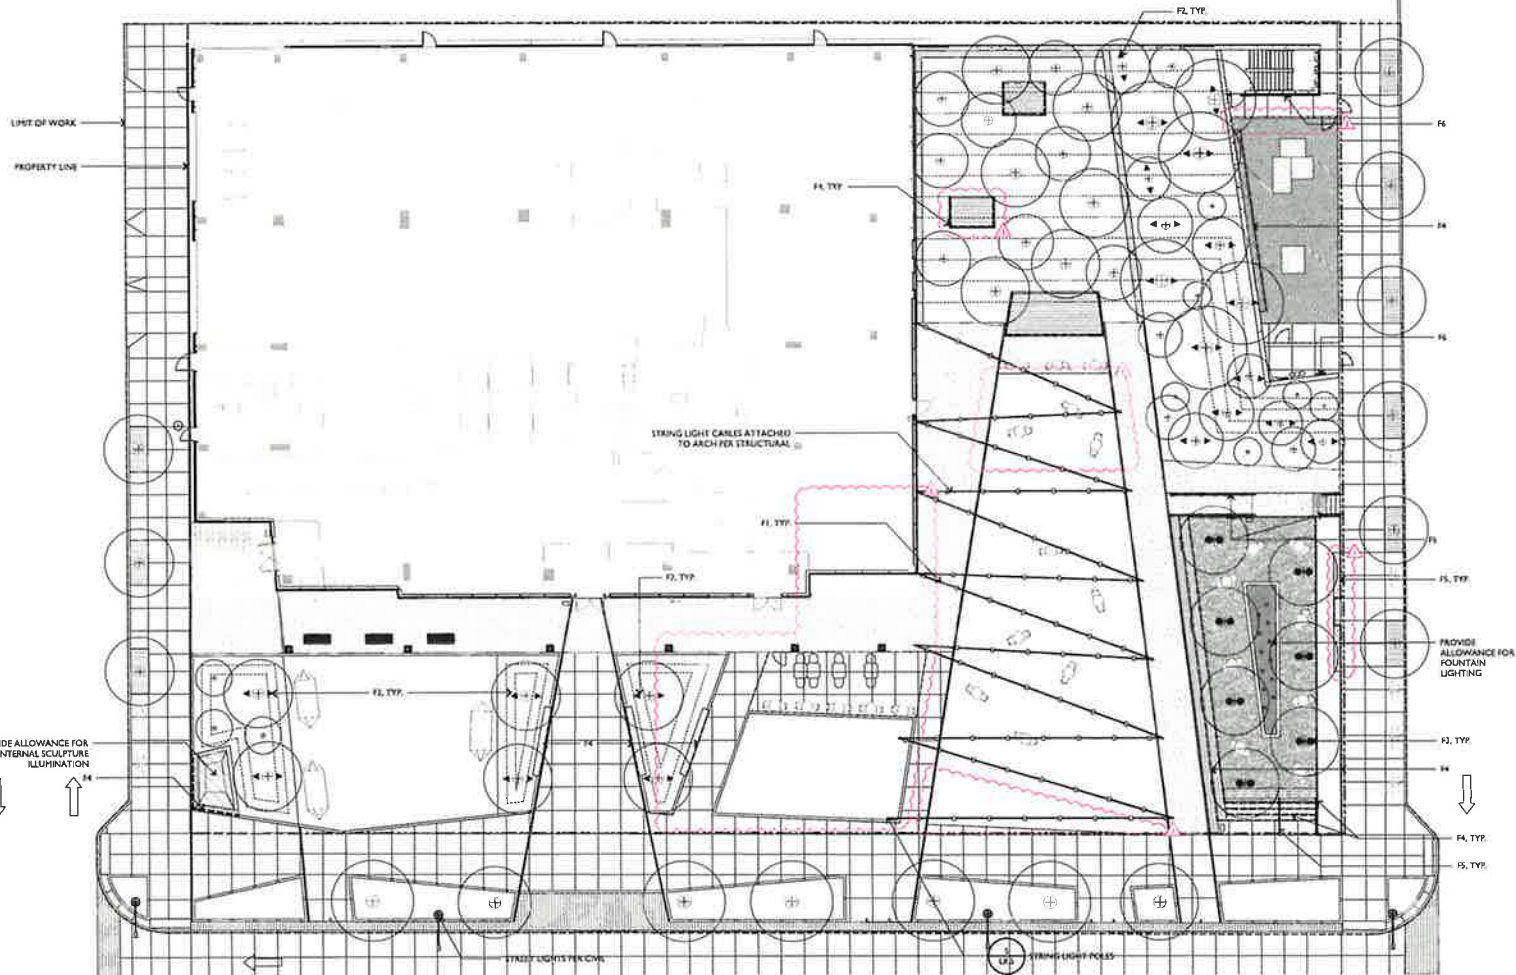 F2, TYP.
LIMIT OF WORK
F6
PROPERTY LINE
F4, TYP
F4
F6
STRING LIGHT CABLES ATTACHED
TO ARCH PER STRUCTURAL
F1, TYP.
F5
F2, TYP.
F5, TYP.
PROVIDE
ALLOWANCE FOR
FOUNTAIN
LIGHTING
F2, TYP.
IDE ALLOWANCE FOR
INTERNAL SCULPTURE
ILLUMINATION
F4
F3, TYP.
F4
F4
F4, TYP.
F5, TYP.
STREET LIGHTS PER CIVIL
STRING LIGHT POLES